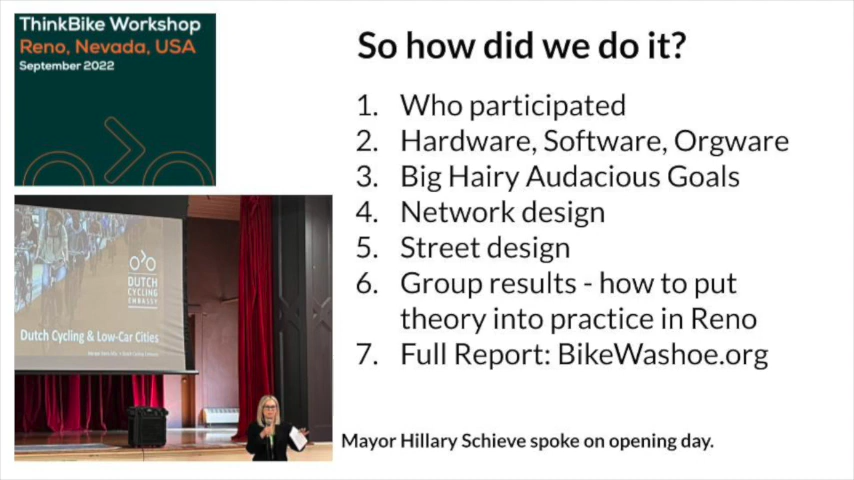 ThinkBike Workshop
Reno, Nevada, USA
September 2022
So how did we do it?
1. Who participated
2. Hardware, Software, Orgware
3. Big Hairy Audacious Goals
4. Network design
5. Street design
6. Group results - how to put
theory into practice in Reno
7. Full Report: BikeWashoe.org
DUTCH
CYCLING
EMBASSY
Dutch Cycling & Low-Car Cities
Mayor Hillary Schieve spoke on opening day.